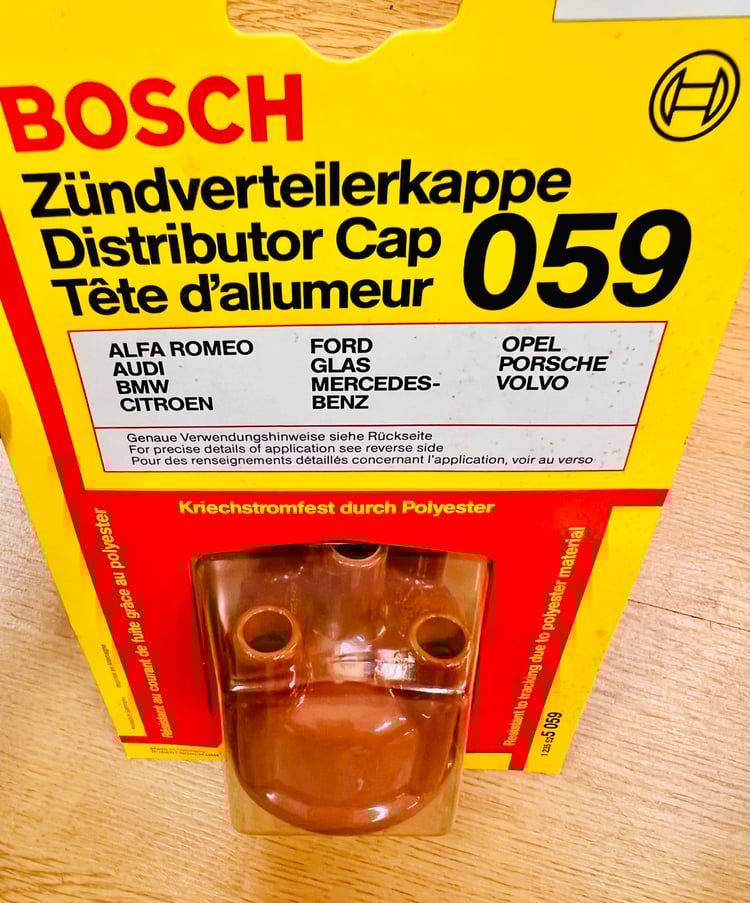 BOSCH
Zündverteilerkappe
Distributor Cap
Tête d'allumeur
059
ALFA ROMEO
AUDI
BMW
CITROEN
FORD
GLAS
MERCEDES-
BENZ
OPEL
PORSCHE
VOLVO
Genaue Verwendungshinweise siehe Rückseite
For precise details of application see reverse side
Pour des renseignements détaillés concernant l'application, voir au verso
Kriechstromfest durch Polyester
Résistant au courant de fuite grâce au polyester
Resistant to tracking due to polyester material
5 059